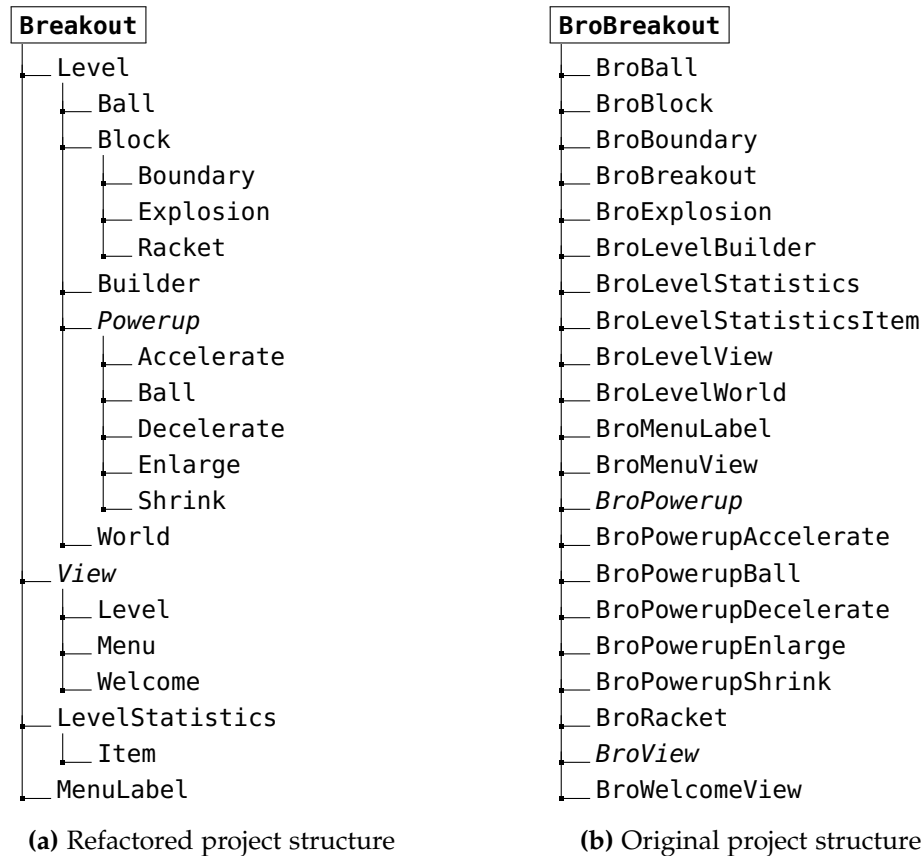 Breakout
Level
Ball
Block
Boundary
Explosion
Racket
Builder
Powerup
Accelerate
Ball
Decelerate
Enlarge
Shrink
World
View
Level
Menu
Welcome
LevelStatistics
Item
MenuLabel
(a) Refactored project structure
BroBreakout
BroBall
BroBlock
BroBoundary
BroBreakout
BroExplosion
BroLevelBuilder
BroLevelStatistics
BroLevelStatisticsItem
BroLevelView
BroLevelWorld
BroMenuLabel
BroMenuView
BroPowerup
BroPowerupAccelerate
BroPowerupBall
BroPowerupDecelerate
BroPowerupEnlarge
BroPowerupShrink
BroRacket
BroView
BroWelcomeView
(b) Original project structure